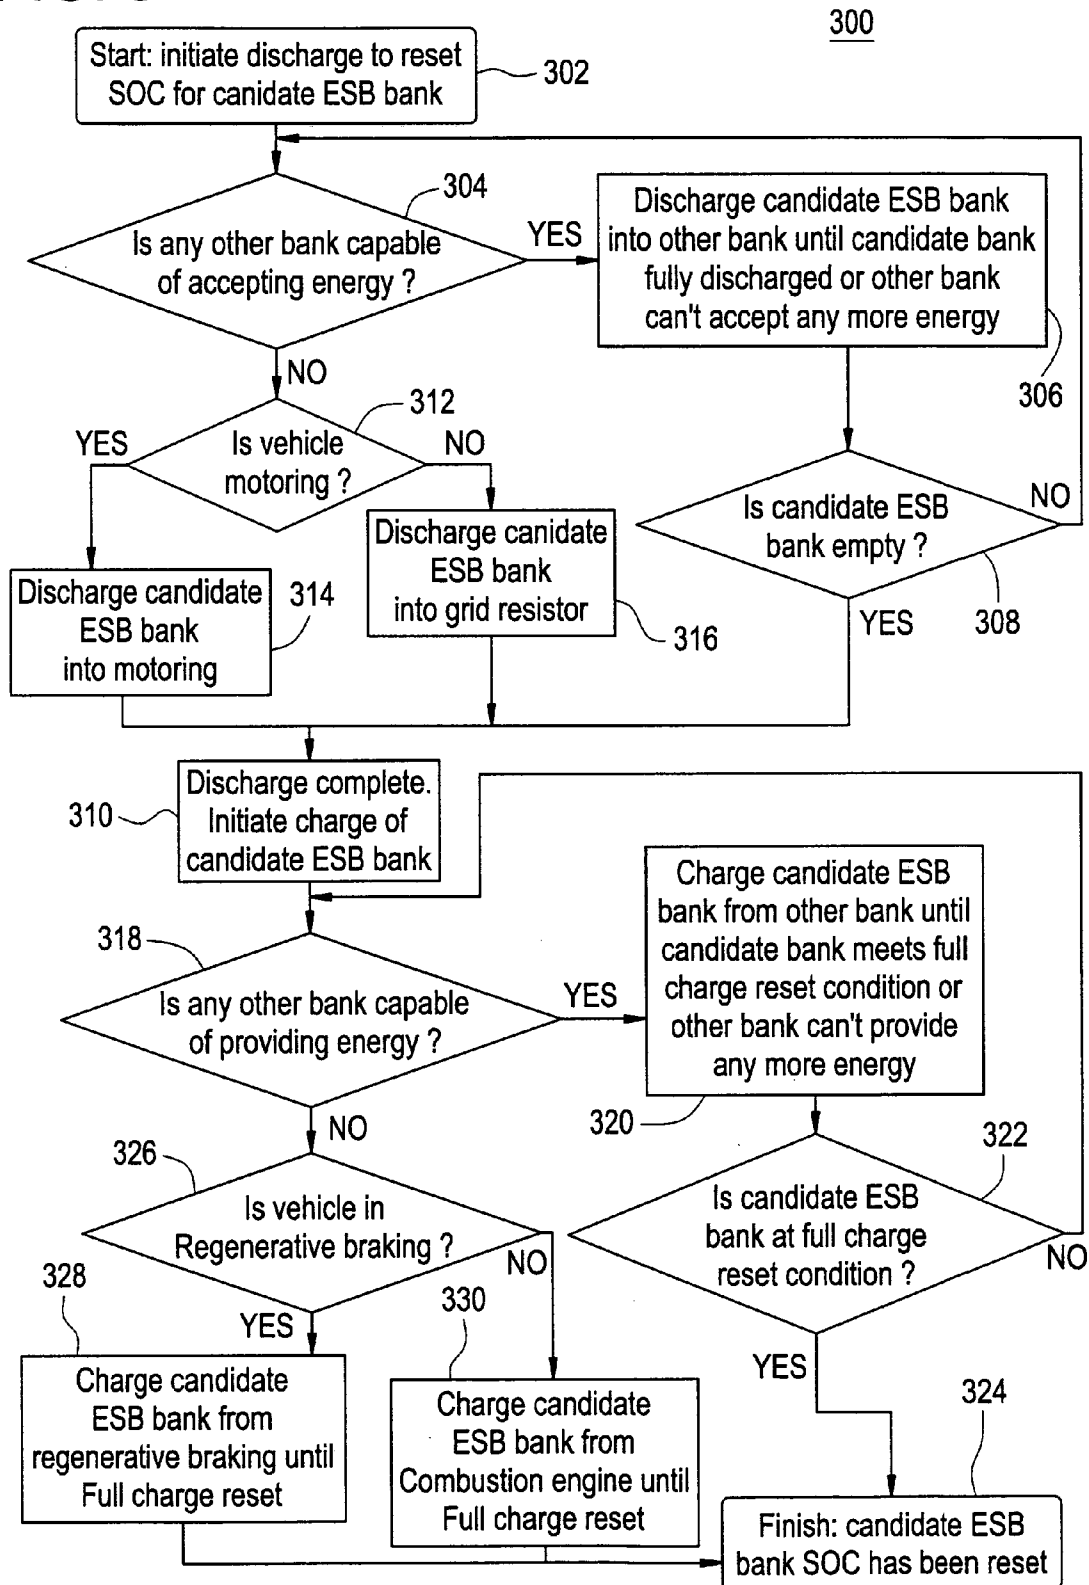 300
Start: initiate discharge to reset
SOC for canidate ESB bank
302
304
Is any other bank capable
of accepting energy ?
YES
Discharge candidate ESB bank
into other bank until candidate bank
fully discharged or other bank
can't accept any more energy
306
NO
312
Is vehicle
motoring ?
YES
NO
Is candidate ESB
bank empty ?
NO
308
YES
Discharge candidate
ESB bank
into motoring
314
Discharge canidate
ESB bank
into grid resistor
316
Discharge complete.
Initiate charge of
candidate ESB bank
310
318
Is any other bank capable
of providing energy ?
YES
Charge candidate ESB
bank from other bank until
candidate bank meets full
charge reset condition or
other bank can't provide
any more energy
320
NO
326
Is vehicle in
Regenerative braking ?
NO
YES
322
Is candidate ESB
bank at full charge
reset condition ?
NO
YES
328
Charge candidate
ESB bank from
regenerative braking until
Full charge reset
330
Charge candidate
ESB bank from
Combustion engine until
Full charge reset
324
Finish: candidate ESB
bank SOC has been reset